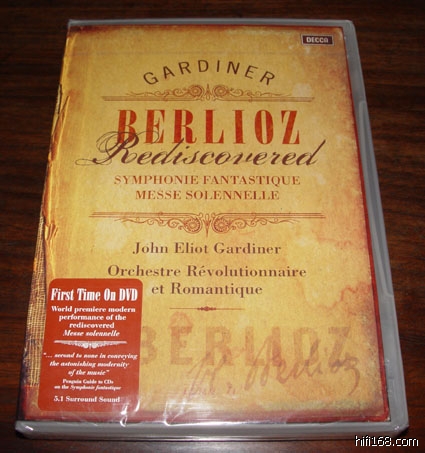 DECCA
GARDINER
BERLIOZ
Rediscovered
SYMPHONIE FANTASTIQUE
MESSE SOLENNELLE
John Eliot Gardiner
Orchestre Révolutionnaire
et Romantique
First Time On DVD
World premiere modern
performance of the
rediscovered
Messe solennelle
"... second to none in conveying
the astonishing modernity
of the music"
Penguin Guide to CDs
on the Symphonie fantastique
5.1 Surround Sound
BERLIOZ
Berlioz
hifi168.com